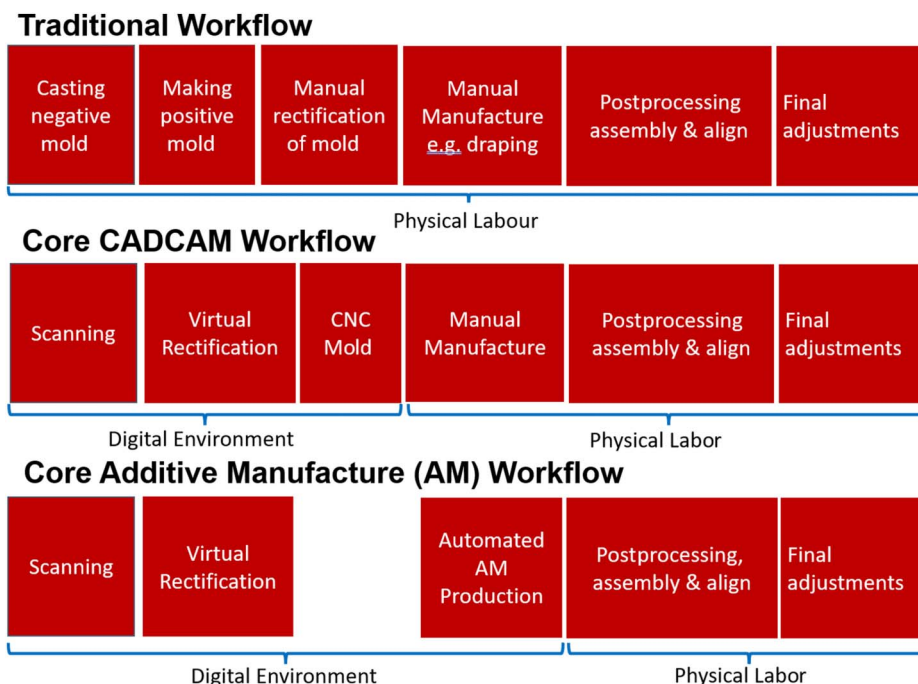 Traditional Workflow
Casting
negative
mold
Making
positive
mold
Manual
rectification
of mold
Manual
Manufacture
e.g. draping
Postprocessing
assembly & align
Final
adjustments
Physical Labour
Core CADCAM Workflow
Scanning
Virtual
Rectification
CNC
Mold
Manual
Manufacture
Postprocessing
assembly & align
Final
adjustments
Digital Environment
Physical Labor
Core Additive Manufacture (AM) Workflow
Scanning
Virtual
Rectification
Automated
AM
Production
Postprocessing,
assembly & align
Final
adjustments
Digital Environment
Physical Labor